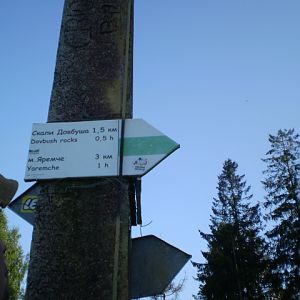 Скали Довбуша 1,5 км
Dovbush rocks 0,5 h
м.Яремче 3 км
Yaremche 1 h